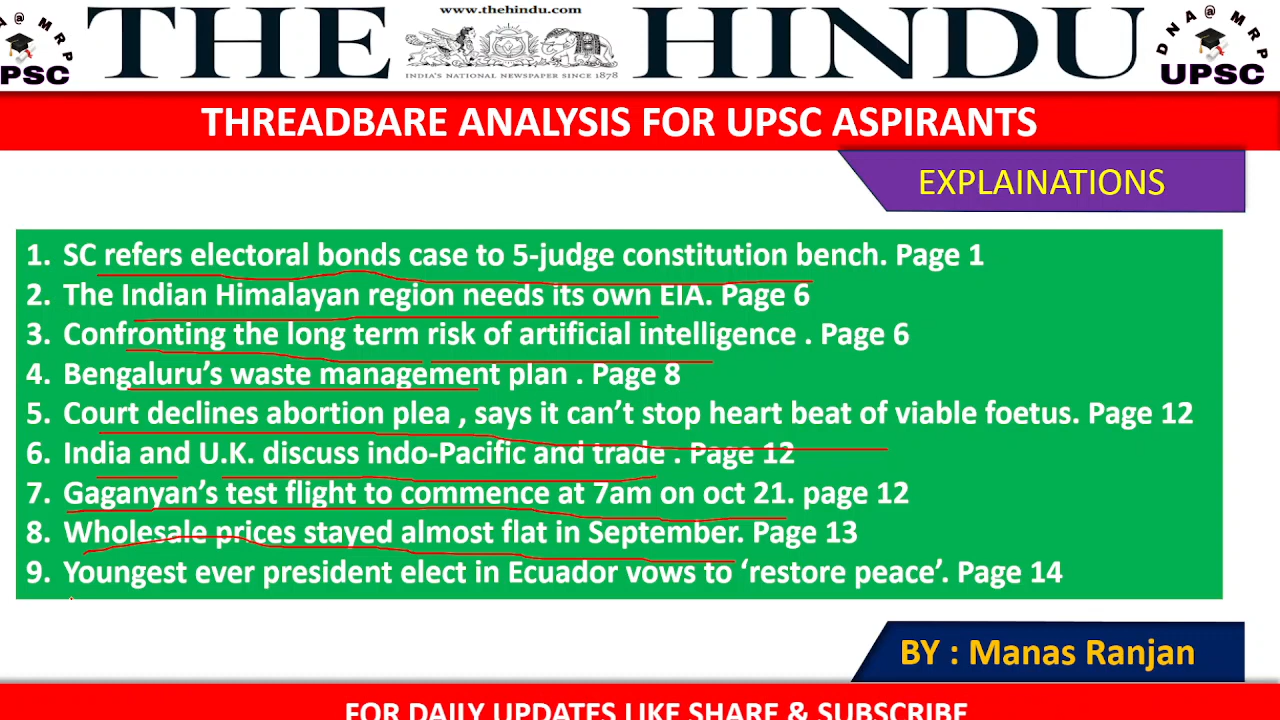 www.thehindu.com
THE HINDU
INDIA'S NATIONAL NEWSPAPER SINCE 1878
@ M R P
PSC
DNA@MRP
UPSC
THREADBARE ANALYSIS FOR UPSC ASPIRANTS
EXPLAINATIONS
1. SC refers electoral bonds case to 5-judge constitution bench. Page 1
2. The Indian Himalayan region needs its own EIA. Page 6
3. Confronting the long term risk of artificial intelligence . Page 6
4. Bengaluru’s waste management plan . Page 8
5. Court declines abortion plea , says it can’t stop heart beat of viable foetus. Page 12
6. India and U.K. discuss indo-Pacific and trade . Page 12
7. Gaganyan’s test flight to commence at 7am on oct 21. page 12
8. Wholesale prices stayed almost flat in September. Page 13
9. Youngest ever president elect in Ecuador vows to ‘restore peace’. Page 14
BY : Manas Ranjan
FOR DAILY UPDATES LIKE SHARE & SUBSCRIBE